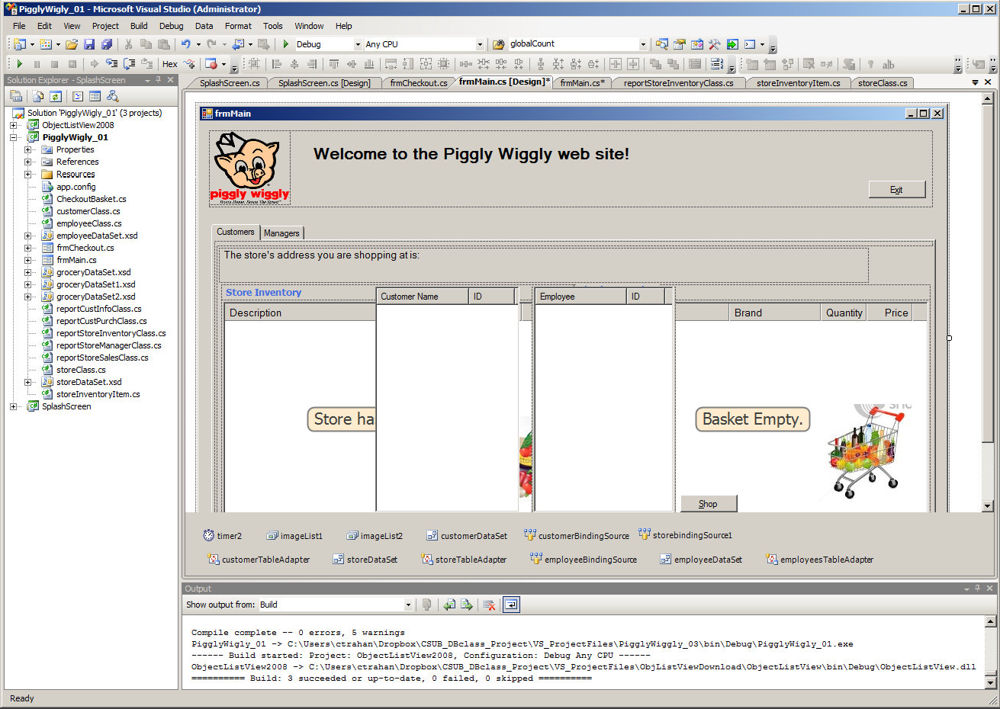 PigglyWigly_01 - Microsoft Visual Studio (Administrator)
File Edit View Project Build Debug Data Format Tools Window Help
Debug Any CPU globalCount
Hex
Solution Explorer - SplashScreen
SplashScreen.cs SplashScreen.cs [Design] frmCheckout.cs frmMain.cs [Design]* frmMain.cs* reportStoreInventoryClass.cs storeInventoryItem.cs storeClass.cs
Solution 'PigglyWigly_01' (3 projects)
ObjectListView2008
PigglyWigly_01
Properties
References
Resources
app.config
CheckoutBasket.cs
customerClass.cs
employeeClass.cs
employeeDataSet.xsd
frmCheckout.cs
frmMain.cs
groceryDataSet.xsd
groceryDataSet1.xsd
groceryDataSet2.xsd
reportCustInfoClass.cs
reportCustPurchClass.cs
reportStoreInventoryClass.cs
reportStoreManagerClass.cs
reportStoreSalesClass.cs
storeClass.cs
storeDataSet.xsd
storeInventoryItem.cs
SplashScreen
frmMain
piggly wiggly
Down Home, Down The Street
Welcome to the Piggly Wiggly web site!
Exit
Customers Managers
The store's address you are shopping at is:
Store Inventory
Customer Name ID Employee ID
Description Brand Quantity Price
Store ha
Basket Empty.
Shop
timer2 imageList1 imageList2 customerDataSet customerBindingSource storebindingSource1
customerTableAdapter storeDataSet storeTableAdapter employeeBindingSource employeeDataSet employeesTableAdapter
Output
Show output from: Build
Compile complete -- 0 errors, 5 warnings
PigglyWigly_01 -> C:\Users\ctrahan\Dropbox\CSUB_DBclass_Project\VS_ProjectFiles\PigglyWiggly_03\bin\Debug\PigglyWigly_01.exe
------ Build started: Project: ObjectListView2008, Configuration: Debug Any CPU ------
ObjectListView2008 -> C:\Users\ctrahan\Dropbox\CSUB_DBclass_Project\VS_ProjectFiles\ObjListViewDownload\ObjectListView\bin\Debug\ObjectListView.dll
========== Build: 3 succeeded or up-to-date, 0 failed, 0 skipped ==========
Ready